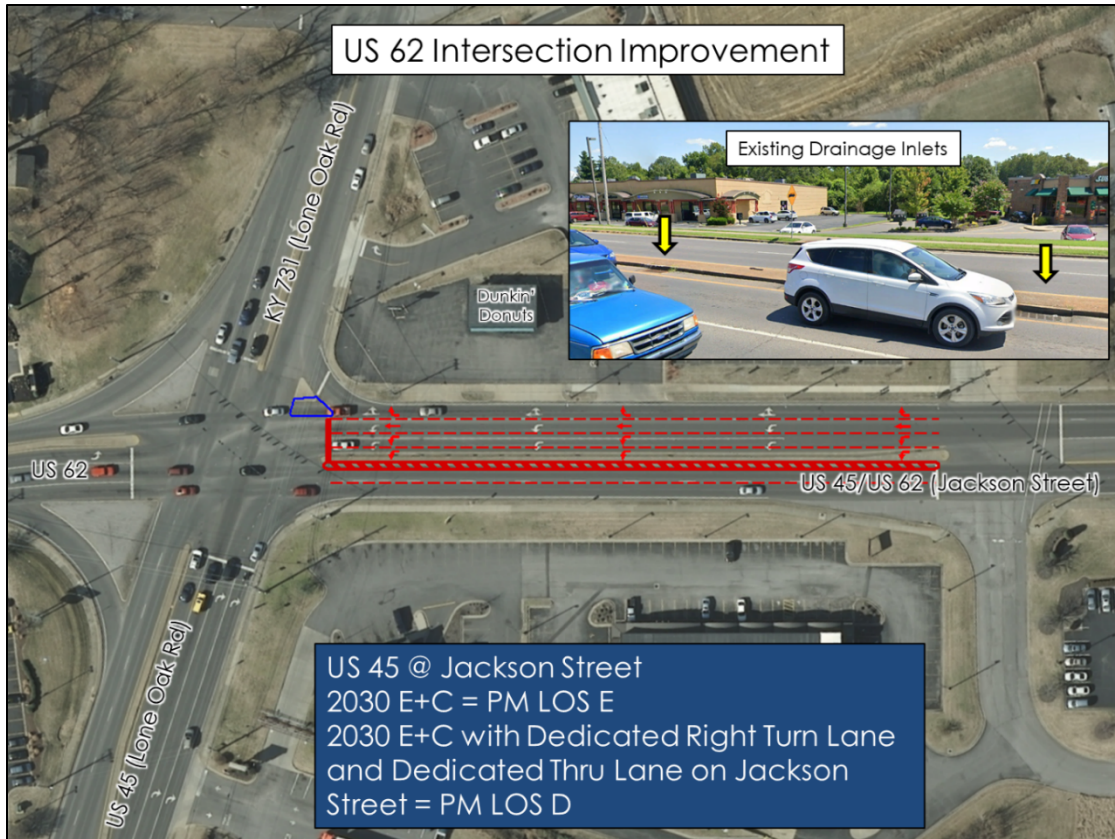 US 62 Intersection Improvement
KY 731 (Lone Oak Rd)
Existing Drainage Inlets
Dunkin'
Donuts
US 62
US 45/US 62 (Jackson Street)
US 45 (Lone Oak Rd)
US 45 @ Jackson Street
2030 E+C = PM LOS E
2030 E+C with Dedicated Right Turn Lane
and Dedicated Thru Lane on Jackson
Street = PM LOS D